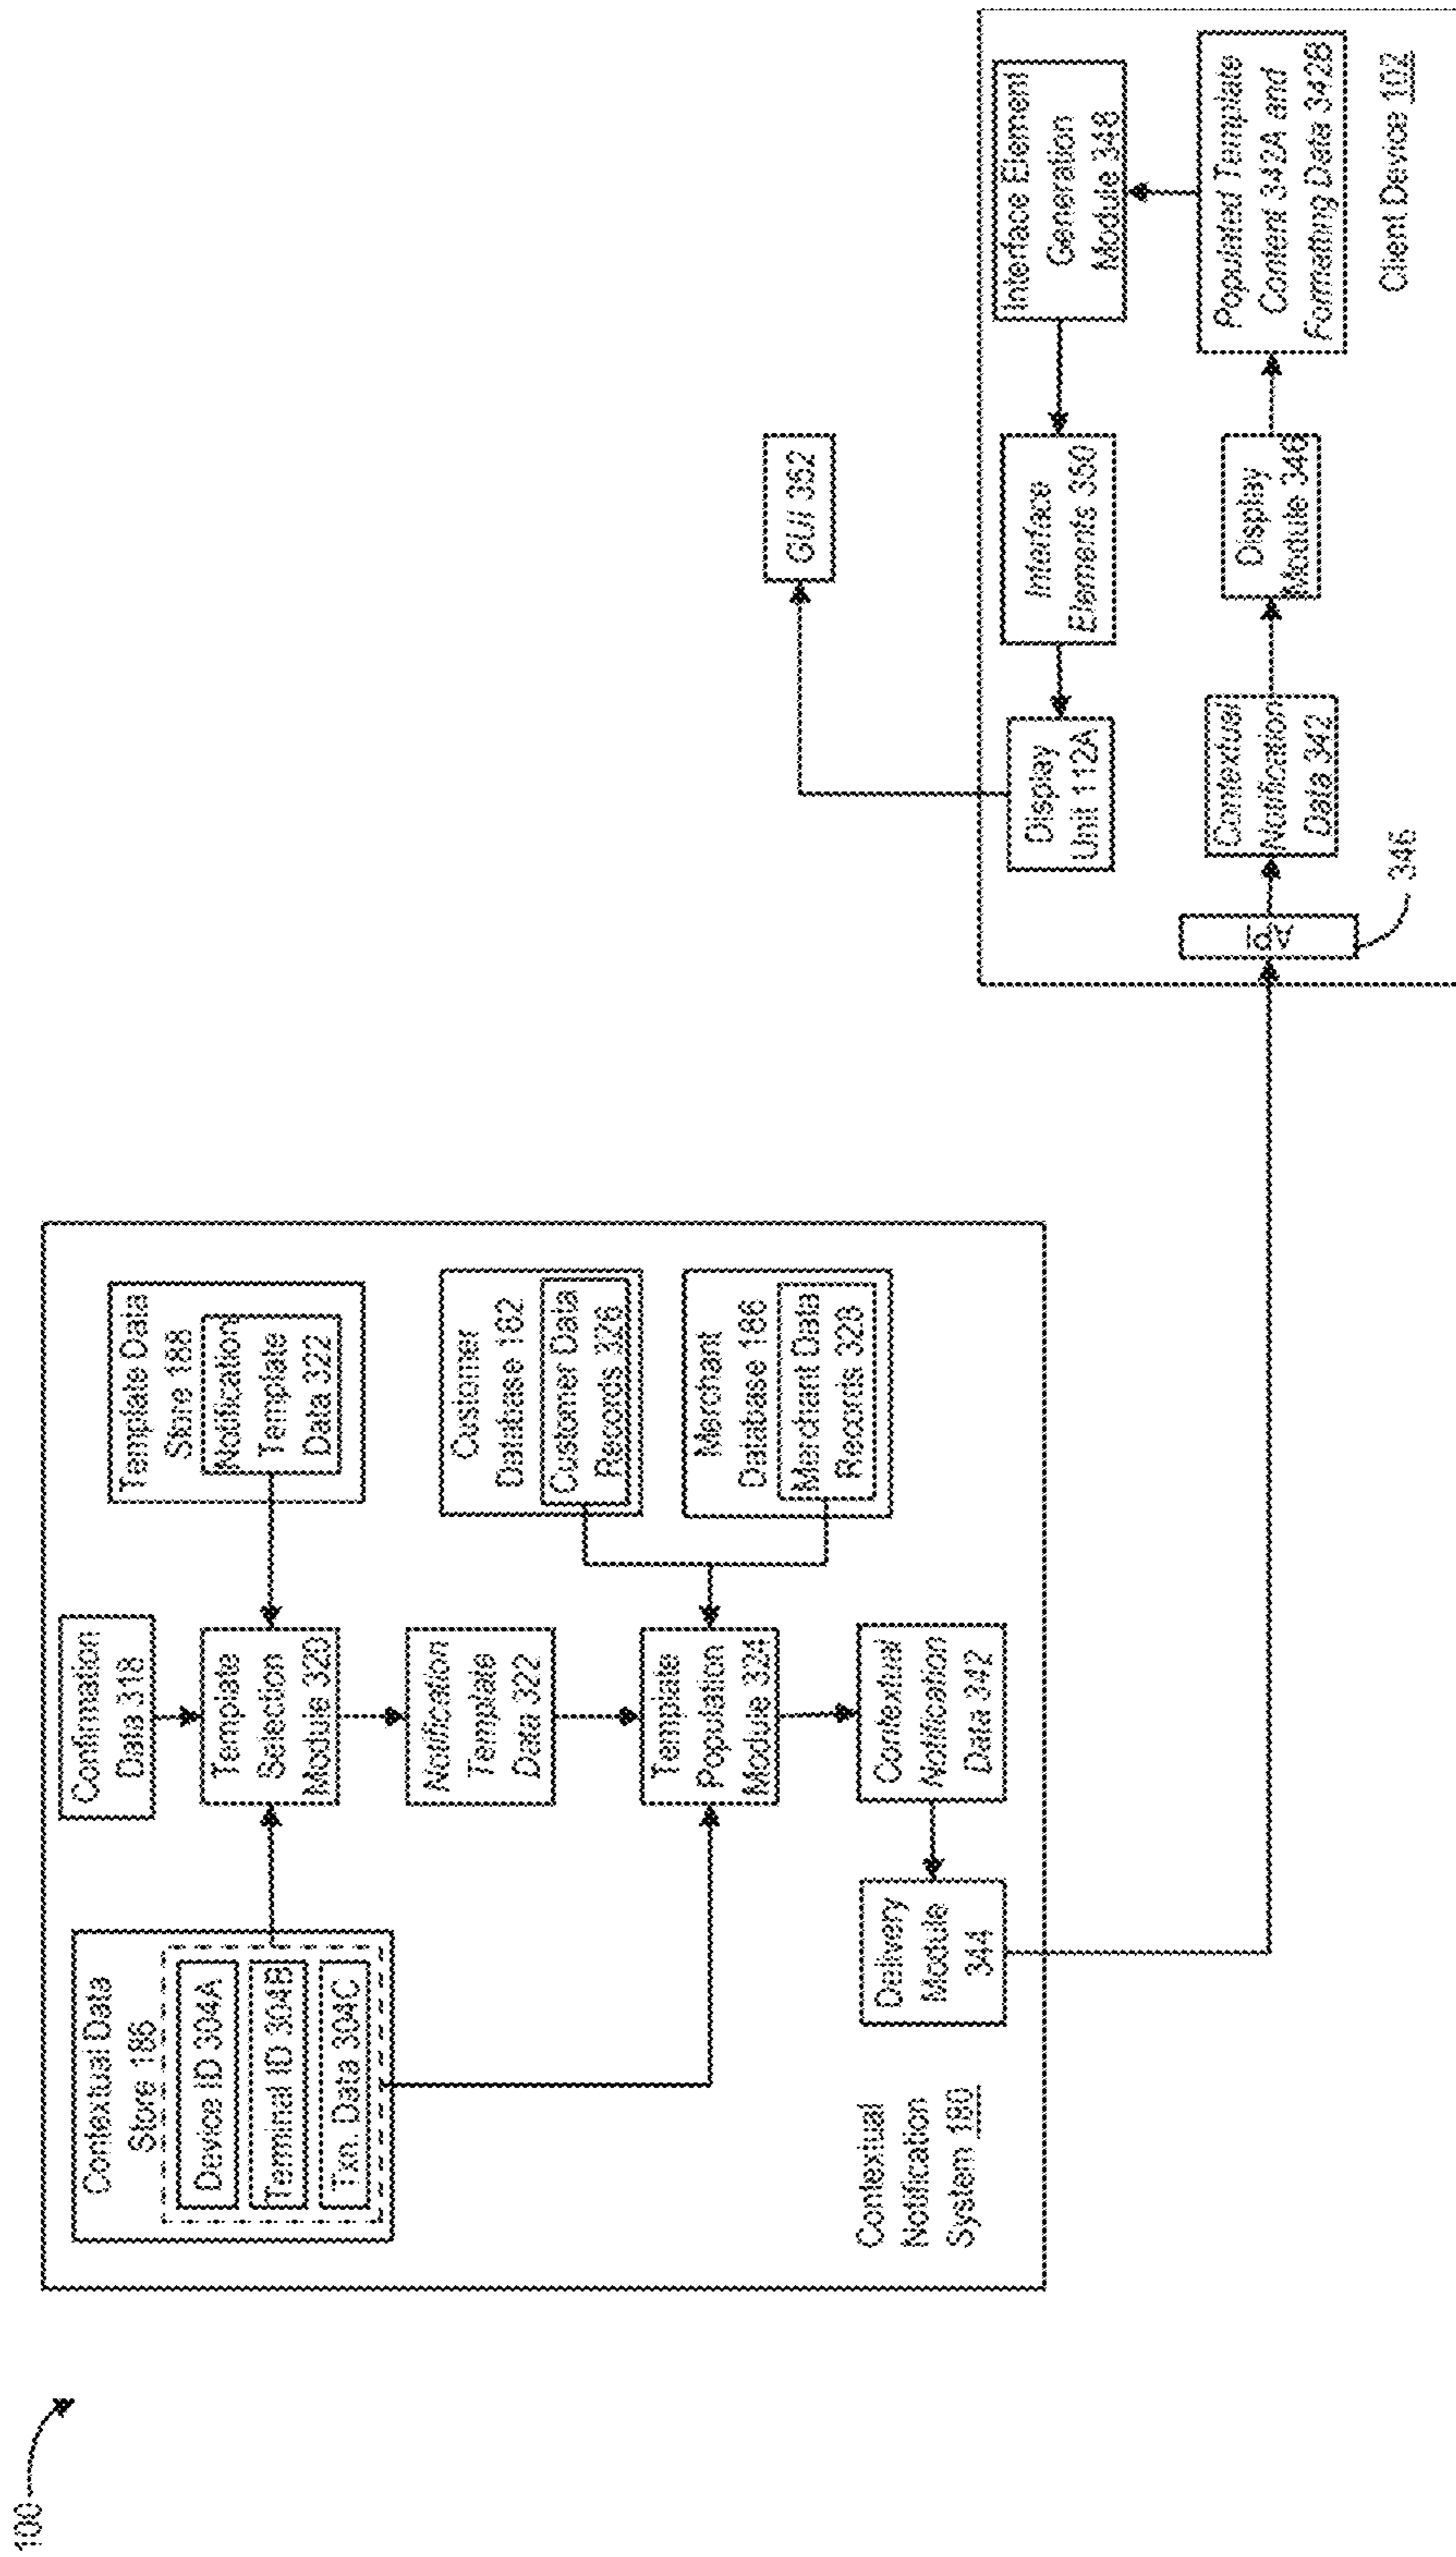 100
Contextual Data
Store 186
Device ID 304A
Terminal ID 304B
Txn. Data 304C
Confirmation
Data 318
Template
Selection
Module 320
Template Data
Store 188
Notification
Template
Data 322
Notification
Template
Data 322
Customer
Database 182
Customer Data
Records 326
Template
Population
Module 324
Merchant
Database 186
Merchant Data
Records 328
Contextual
Notification
System 180
Delivery
Module
344
Contextual
Notification
Data 342
GUI 352
Display
Unit 112A
Interface
Elements 350
Interface Element
Generation
Module 348
API
346
Contextual
Notification
Data 342
Display
Module 346
Populated Template
Content 342A and
Formatting Data 342B
Client Device 102